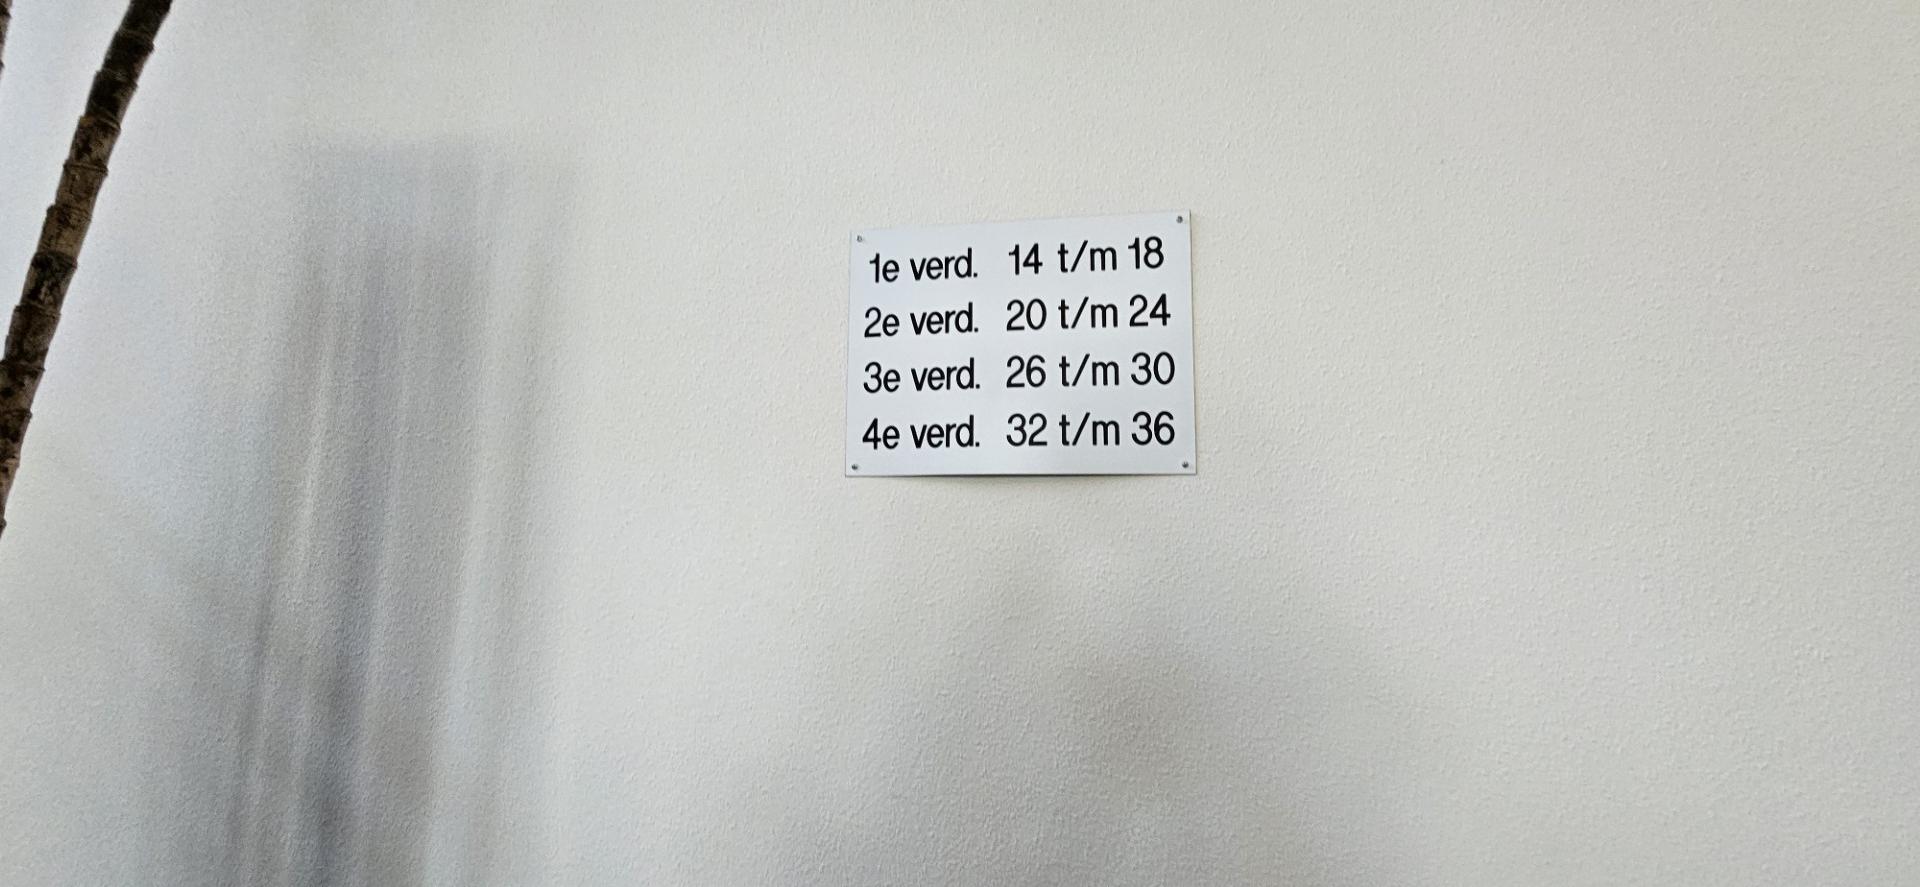 1e verd. 14 t/m 18
2e verd. 20 t/m 24
3e verd. 26 t/m 30
4e verd. 32 t/m 36